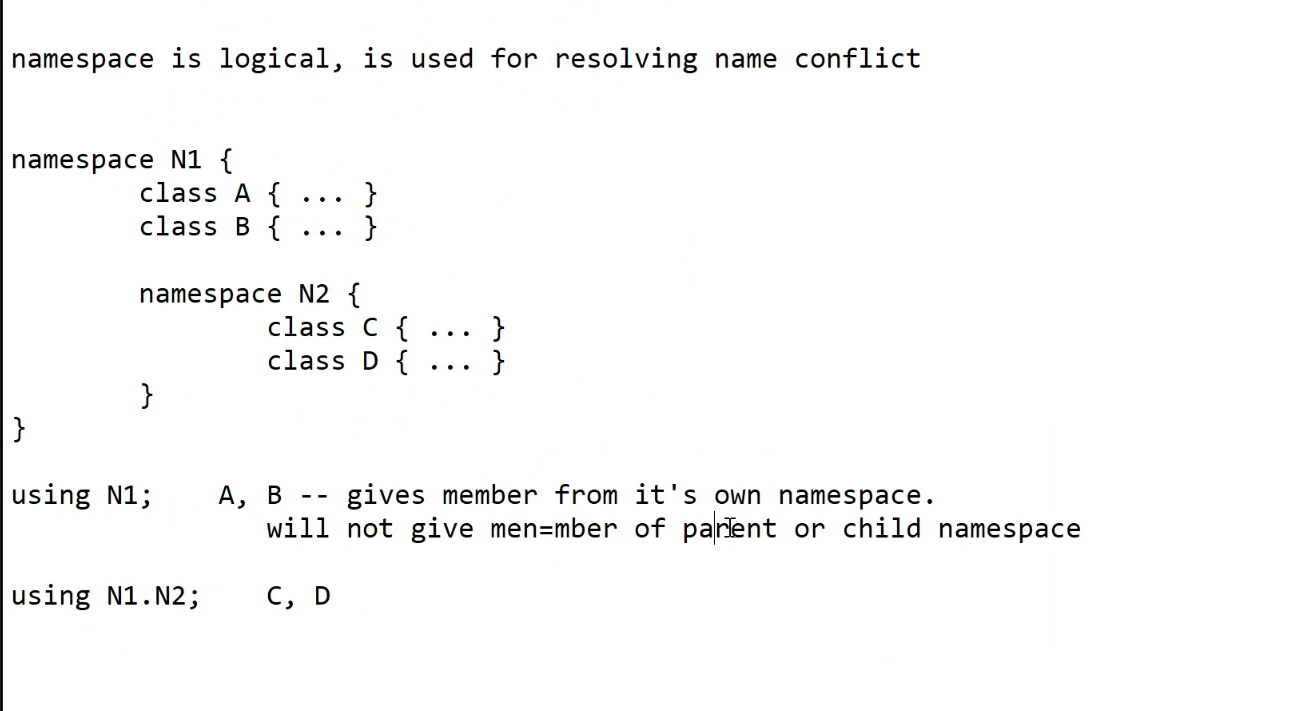 namespace is logical, is used for resolving name conflict
namespace N1 {
class A { ... }
class B { ... }
namespace N2 {
class C { ... }
class D { ... }
}
}
using N1; A, B -- gives member from it's own namespace.
will not give men=mber of parent or child namespace
using N1.N2; C, D